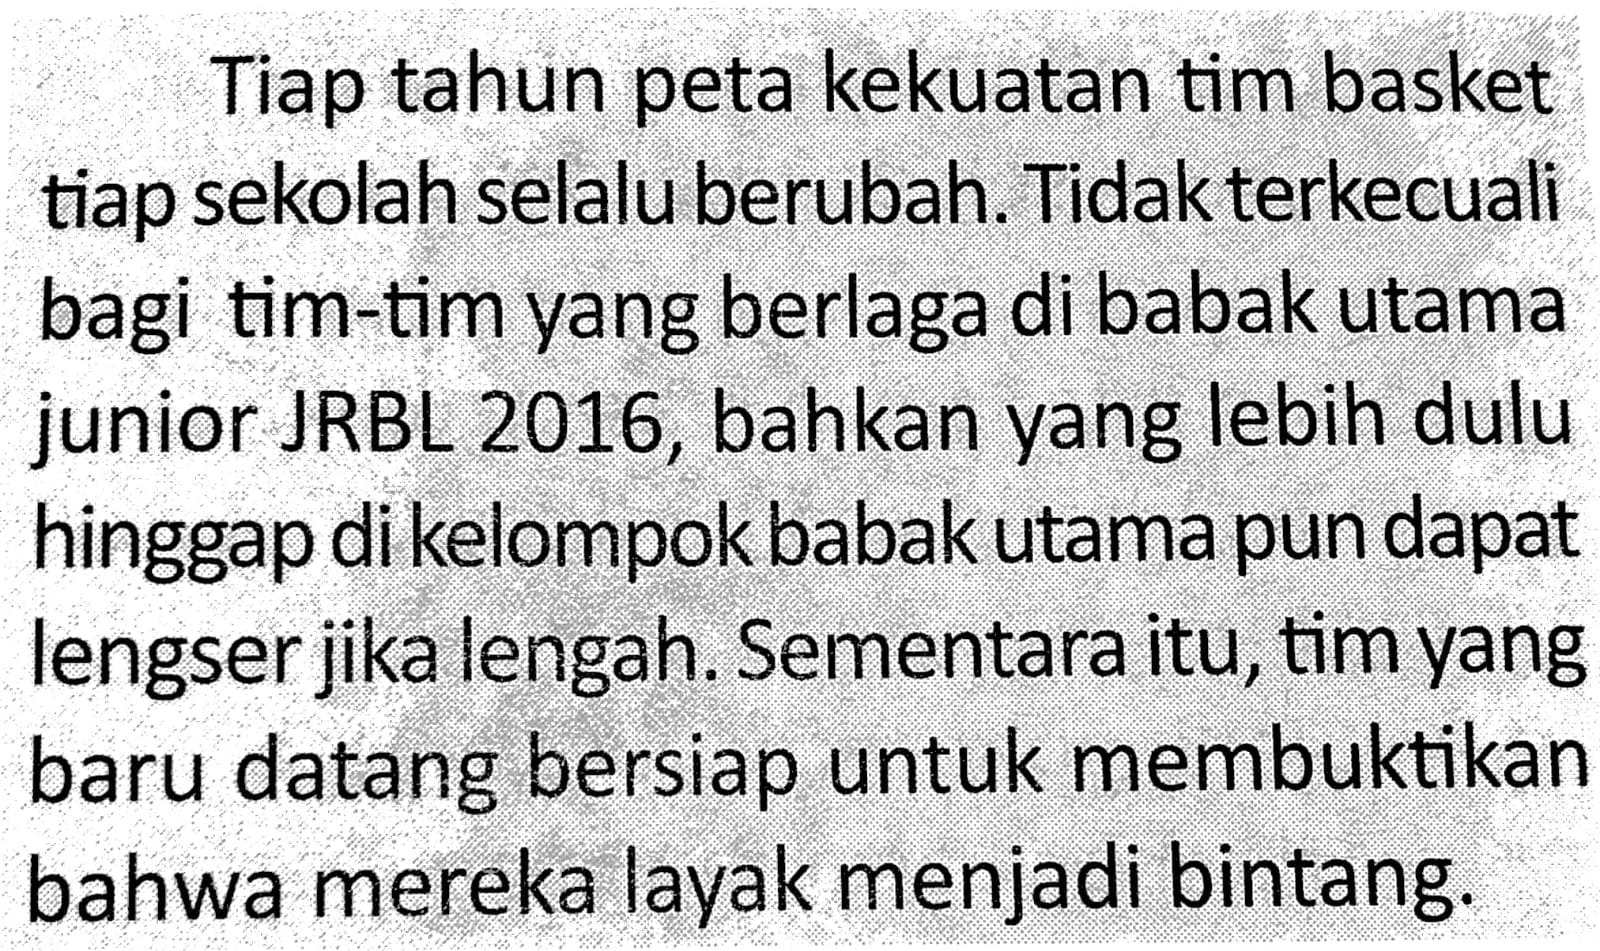 Tiap tahun peta kekuatan tim basket
tiap sekolah selalu berubah. Tidak terkecuali
bagi tim-tim yang berlaga di babak utama
junior JRBL 2016, bahkan yang lebih dulu
hinggap di kelompok babak utama pun dapat
lengser jika lengah. Sementara itu, tim yang
baru datang bersiap untuk membuktikan
bahwa mereka layak menjadi bintang.